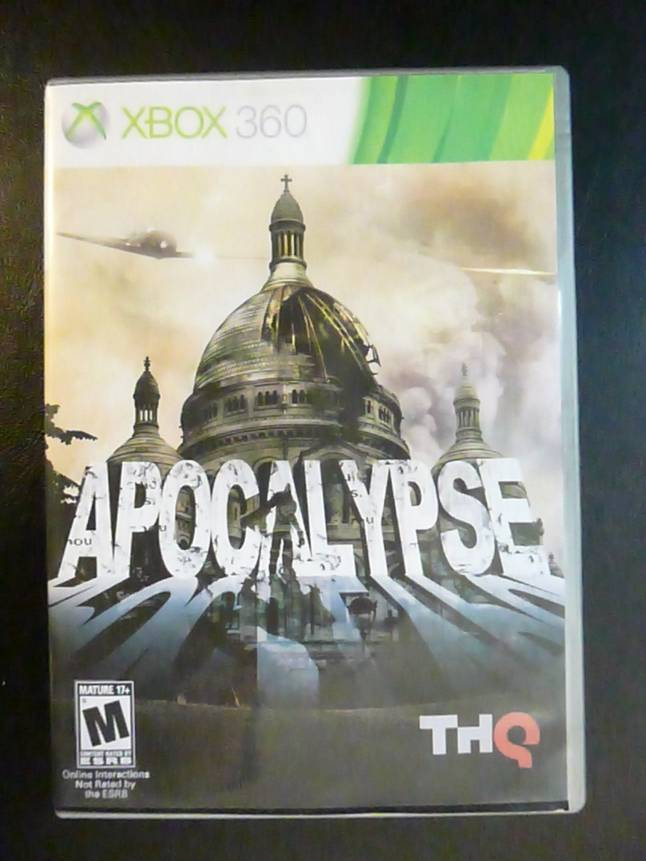 XBOX 360
APOCALYPSE
MATURE 17+
M
CONTENT RATED BY
ESRB
Online Interactions
Not Rated by
the ESRB
THQ